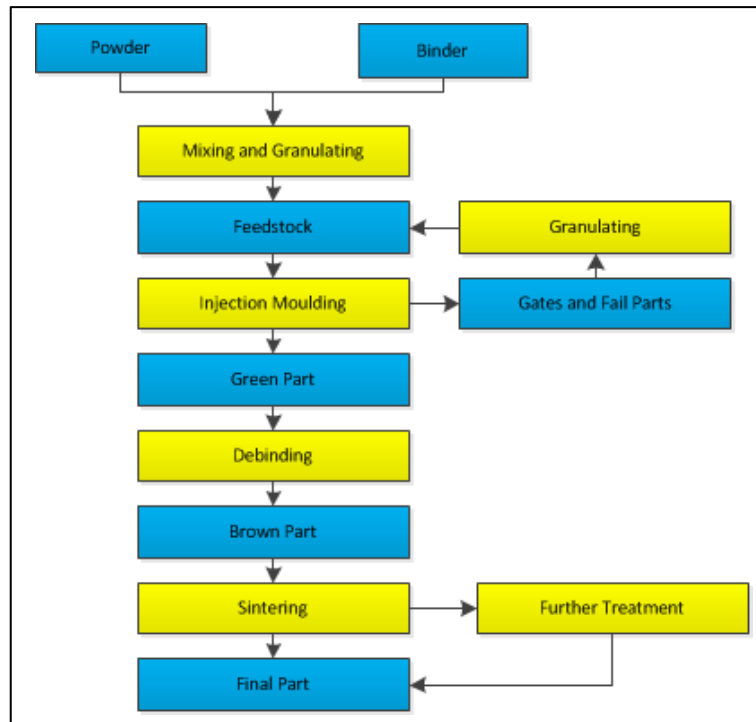 Powder
Binder
Mixing and Granulating
Feedstock
Granulating
Injection Moulding
Gates and Fail Parts
Green Part
Debinding
Brown Part
Sintering
Further Treatment
Final Part